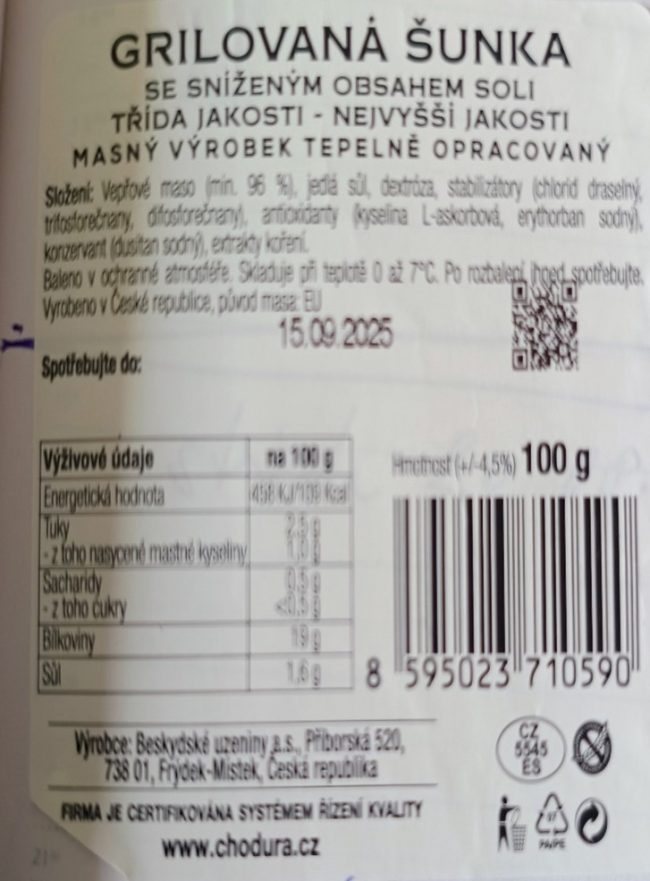 GRILOVANÁ ŠUNKA
SE SNÍŽENÝM OBSAHEM SOLI
TŘÍDA JAKOSTI - NEJVYŠŠÍ JAKOSTI
MASNÝ VÝROBEK TEPELNĚ OPRACOVANÝ
Složení: Vepřové maso (min. 96 %), jedlá sůl, dextróza, stabilizátory (chlorid draselný,
trifosforečnany, difosforečnany), antioxidanty (kyselina L-askorbová, erythorban sodný),
konzervant (dusitan sodný), extrakty koření.
Baleno v ochranné atmosféře. Skladuje při teplotě 0 až 7°C. Po rozbalení ihned spotřebujte.
Vyrobeno v České republice, původ masa: EU
15.09.2025
Spotřebujte do:
Výživové údaje na 100 g
Energetická hodnota
Tuky
- z toho nasycené mastné kyseliny
Sacharidy
- z toho cukry
Bílkoviny 19 g
Sůl 1,6 g
Hmotnost (+/-4,5%) 100 g
8 595023 710590
Výrobce: Beskydské uzeniny a.s., Příborská 520,
738 01, Frýdek-Místek, Česká republika
FIRMA JE CERTIFIKOVÁNA SYSTÉMEM ŘÍZENÍ KVALITY
www.chodura.cz
CZ
5545
ES
PA/PE